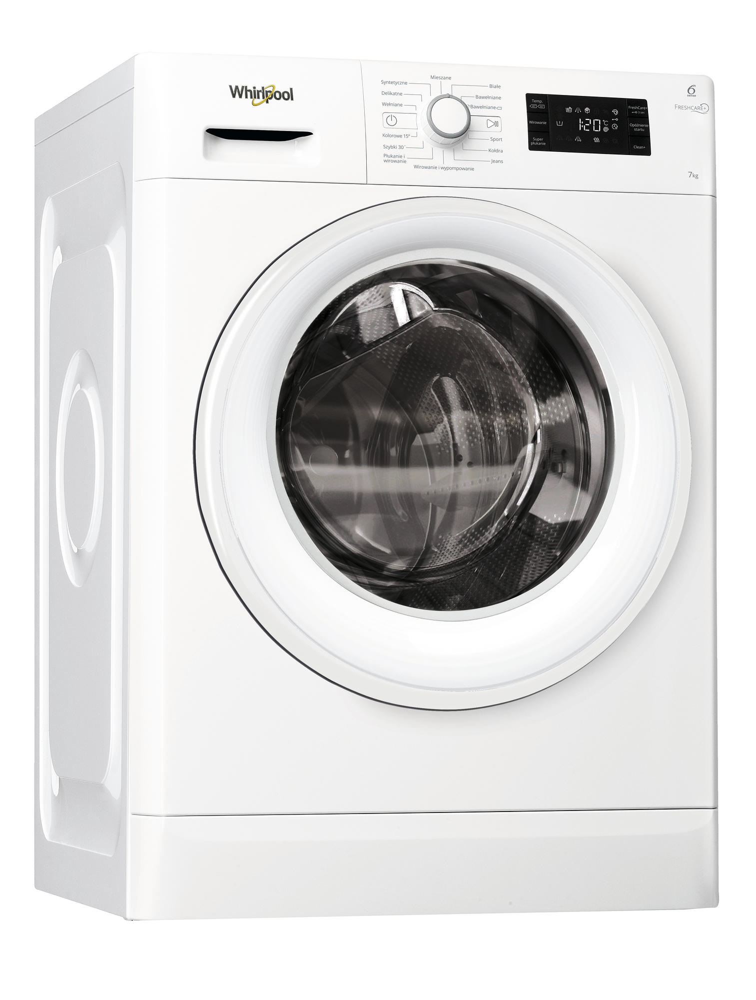 Whirlpool
Mieszane
Syntetyczne
Delikatne
Wełniane
Kolorowe 15°
Szybki 30´
Płukanie i
wirowanie
Wirowanie i wypompowanie
Białe
Bawełniane
Bawełniane
Sport
Kołdra
Jeans
Temp.
Wirowanie
Super
płukanie
1:20
°C
FreshCare+
3 sec
Opóźnienie
startu
Clean+
6th
sense
FRESHCARE+
7kg